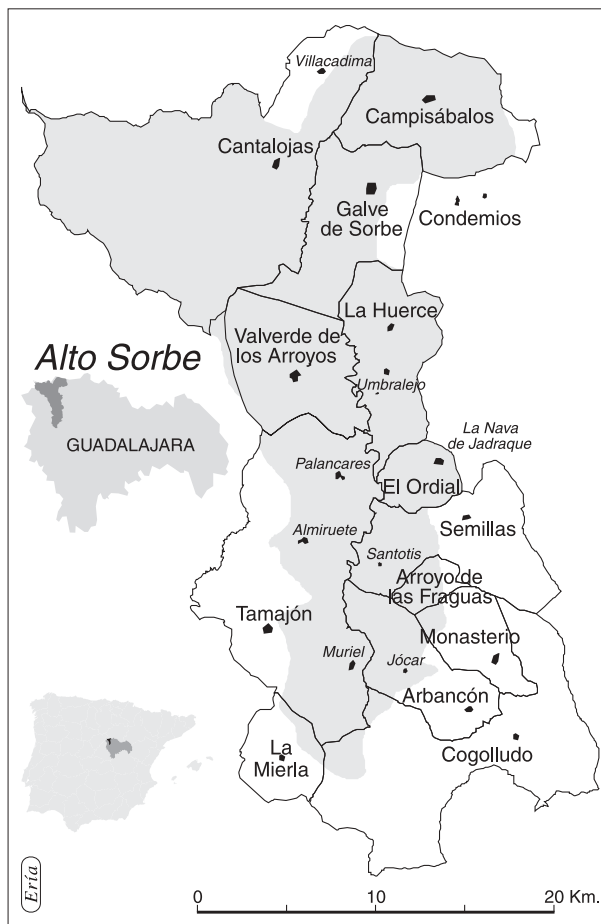 Villacadima
Campisábalos
Cantalojas
Galve
de Sorbe
Condemios
La Huerce
Valverde de
los Arroyos
Alto Sorbe
Umbralejo
GUADALAJARA
La Nava
de Jadraque
Palancares
El Ordial
Semillas
Almiruete
Santotis
Arroyo de
las Fraguas
Tamajón
Monasterio
Muriel
Jócar
Arbancón
La
Mierla
Cogolludo
Ería
0 10 20 Km.